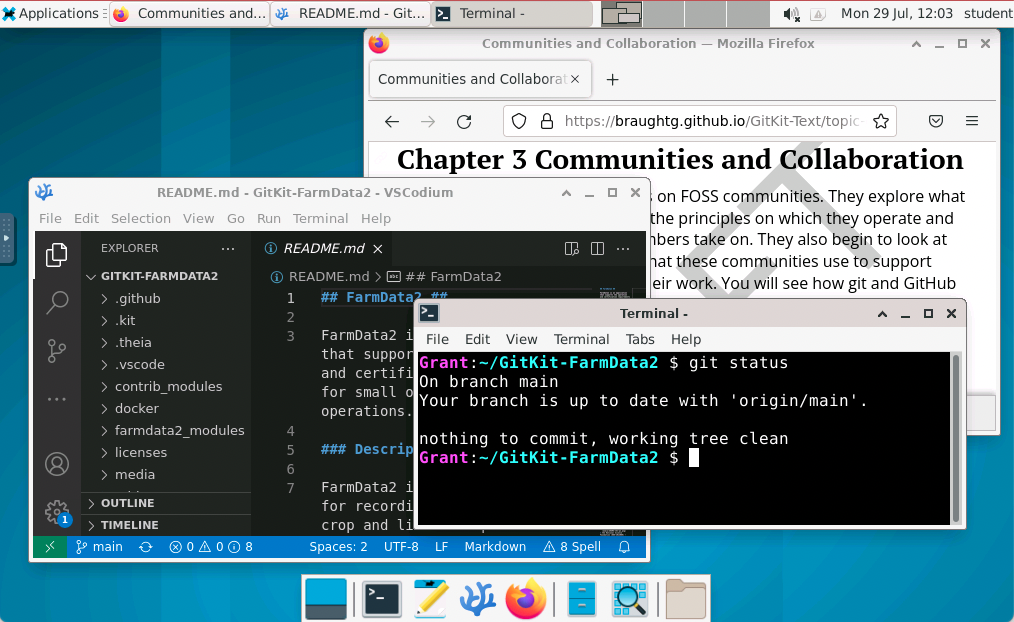 Applications
Communities and...
README.md - Git...
Terminal -
Mon 29 Jul, 12:03
student
Communities and Collaboration — Mozilla Firefox
Communities and Collaborat
https://braughtg.github.io/GitKit-Text/topic-
Chapter 3 Communities and Collaboration
on FOSS communities. They explore what
the principles on which they operate and
take on. They also begin to look at
these communities use to support
work. You will see how git and GitHub
README.md - GitKit-FarmData2 - VSCodium
File Edit Selection View Go Run Terminal Help
EXPLORER ...
GITKIT-FARMDATA2
.github
.kit
.theia
.vscode
contrib_modules
docker
farmdata2_modules
licenses
media
OUTLINE
TIMELINE
1
README.md
README.md > ## FarmData2
1 ## FarmData2 ##
2
3 FarmData2 i
that suppor
and certifi
for small o
operations.
4
5 ### Descrip
6
7 FarmData2 i
for recordi
crop and li
main 0 0 8 Spaces: 2 UTF-8 LF Markdown 8 Spell
Terminal -
File Edit View Terminal Tabs Help
Grant:~/GitKit-FarmData2 $ git status
On branch main
Your branch is up to date with 'origin/main'.
nothing to commit, working tree clean
Grant:~/GitKit-FarmData2 $